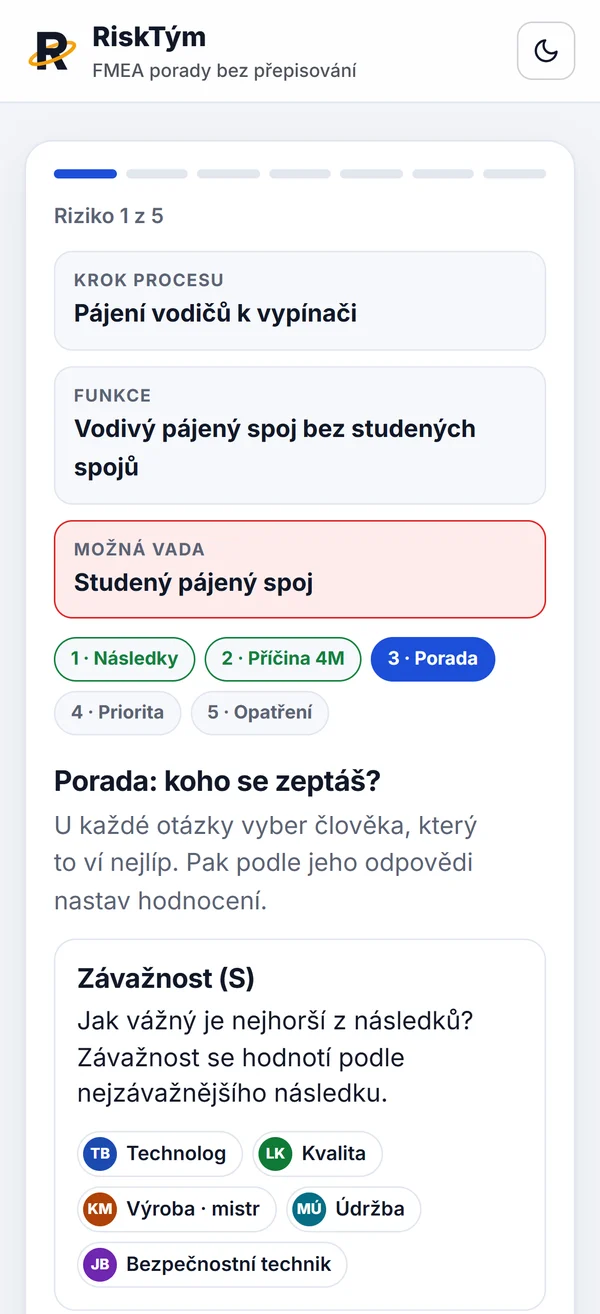 R
RiskTým
FMEA porady bez přepisování
Riziko 1 z 5
KROK PROCESU
Pájení vodičů k vypínači
FUNKCE
Vodivý pájený spoj bez studených
spojů
MOŽNÁ VADA
Studený pájený spoj
1 · Následky
2 · Příčina 4M
3 · Porada
4 · Priorita
5 · Opatření
Porada: koho se zeptáš?
U každé otázky vyber člověka, který
to ví nejlíp. Pak podle jeho odpovědi
nastav hodnocení.
Závažnost (S)
Jak vážný je nejhorší z následků?
Závažnost se hodnotí podle
nejzávažnějšího následku.
TB Technolog
LK Kvalita
KM Výroba · mistr
MÚ Údržba
JB Bezpečnostní technik